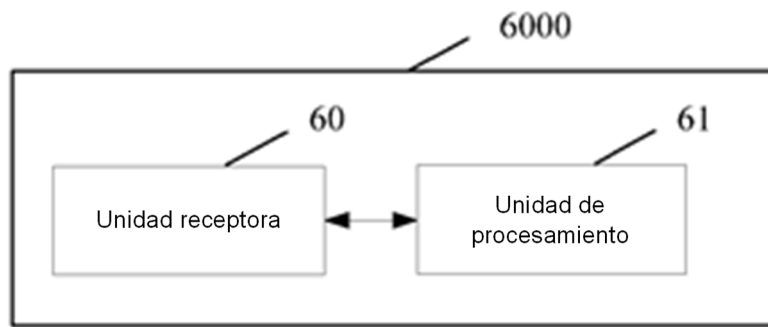 6000
60
61
Unidad receptora
Unidad de
procesamiento